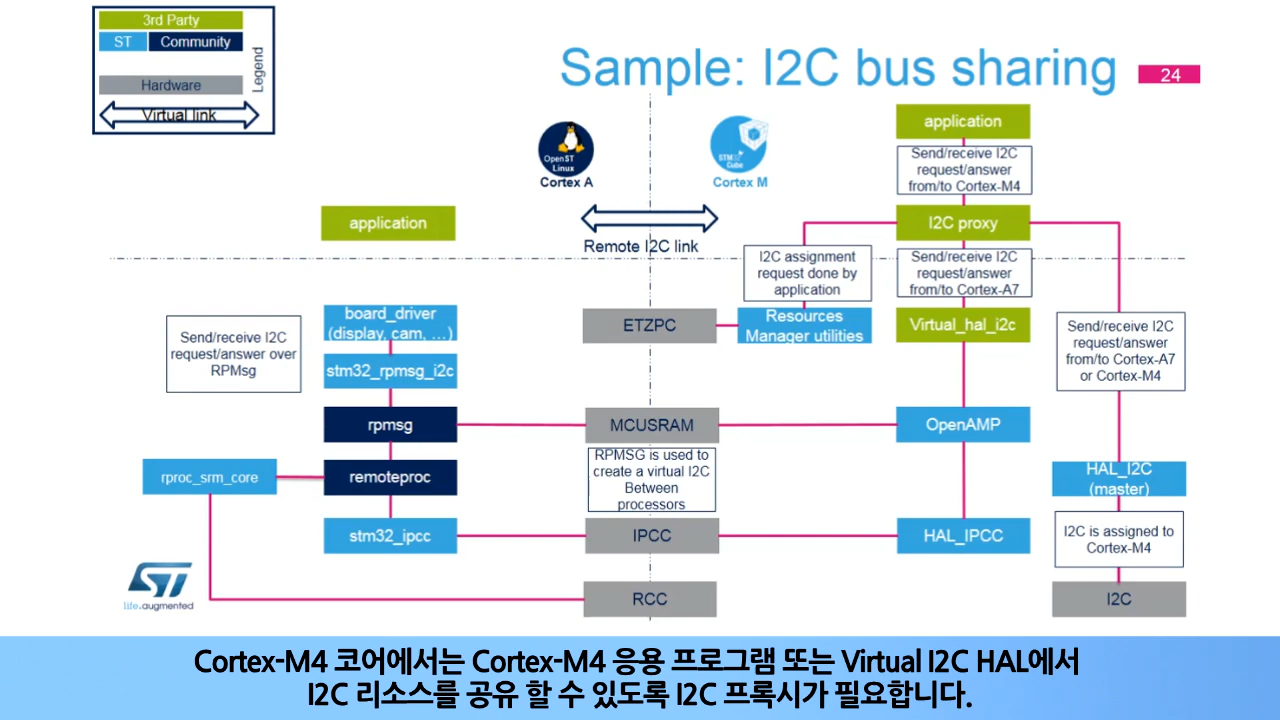 3rd Party
ST
Community
Legend
Hardware
Virtual link
Sample: I2C bus sharing
24
OpenST
Linux
Cortex A
STM32
Cube
Cortex M
application
Send/receive I2C
request/answer
from/to Cortex-M4
application
Remote I2C link
I2C proxy
I2C assignment
request done by
application
Send/receive I2C
request/answer
from/to Cortex-A7
Send/receive I2C
request/answer over
RPMsg
board_driver
(display, cam, …)
ETZPC
Resources
Manager utilities
Virtual_hal_i2c
Send/receive I2C
request/answer
from/to Cortex-A7
or Cortex-M4
stm32_rpmsg_i2c
rpmsg
MCUSRAM
OpenAMP
rproc_srm_core
remoteproc
RPMSG is used to
create a virtual I2C
Between
processors
HAL_I2C
(master)
stm32_ipcc
IPCC
HAL_IPCC
I2C is assigned to
Cortex-M4
ST
life.augmented
RCC
I2C
Cortex-M4 코어에서는 Cortex-M4 응용 프로그램 또는 Virtual I2C HAL에서
I2C 리소스를 공유 할 수 있도록 I2C 프록시가 필요합니다.